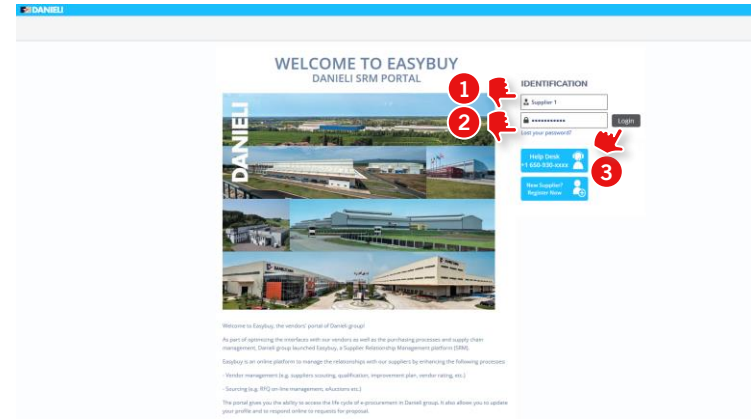 DANIELI
WELCOME TO EASYBUY
DANIELI SRM PORTAL
DANIELI
1
IDENTIFICATION
Supplier 1
2
Login
Lost your password?
Help Desk
+1 650-930-xxxx
3
New Supplier?
Register Now
Welcome to Easybuy, the vendors' portal of Danieli group!
As part of optimizing the interfaces with our vendors as well as the purchasing processes and supply chain
management, Danieli group launched Easybuy, a Supplier Relationship Management platform (SRM).
Easybuy is an online platform to manage the relationships with our suppliers by enhancing the following processes:
- Vendor management (e.g. suppliers scouting, qualification, improvement plan, vendor rating, etc.)
- Sourcing (e.g. RFQ on-line management, eAuctions etc.)
The portal gives you the ability to access the life cycle of a procurement in Danieli group. It also allows you to update
your profile and to respond online to requests for proposal.